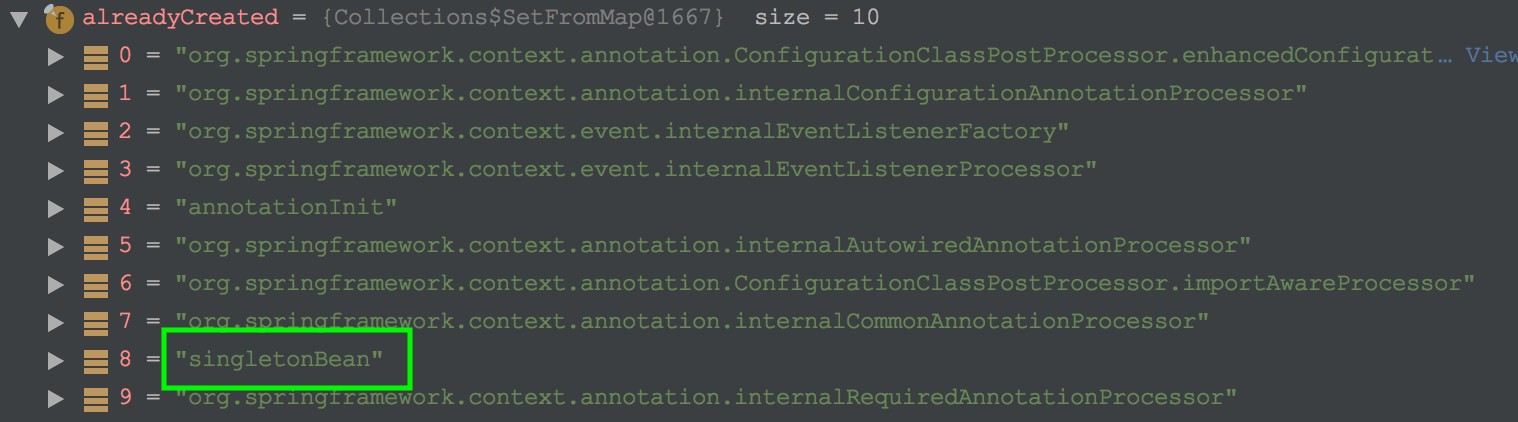 f alreadyCreated = {Collections$SetFromMap@1667} size = 10
0 = "org.springframework.context.annotation.ConfigurationClassPostProcessor.enhancedConfigurat… View
1 = "org.springframework.context.annotation.internalConfigurationAnnotationProcessor"
2 = "org.springframework.context.event.internalEventListenerFactory"
3 = "org.springframework.context.event.internalEventListenerProcessor"
4 = "annotationInit"
5 = "org.springframework.context.annotation.internalAutowiredAnnotationProcessor"
6 = "org.springframework.context.annotation.ConfigurationClassPostProcessor.importAwareProcessor"
7 = "org.springframework.context.annotation.internalCommonAnnotationProcessor"
8 = "singletonBean"
9 = "org.springframework.context.annotation.internalRequiredAnnotationProcessor"